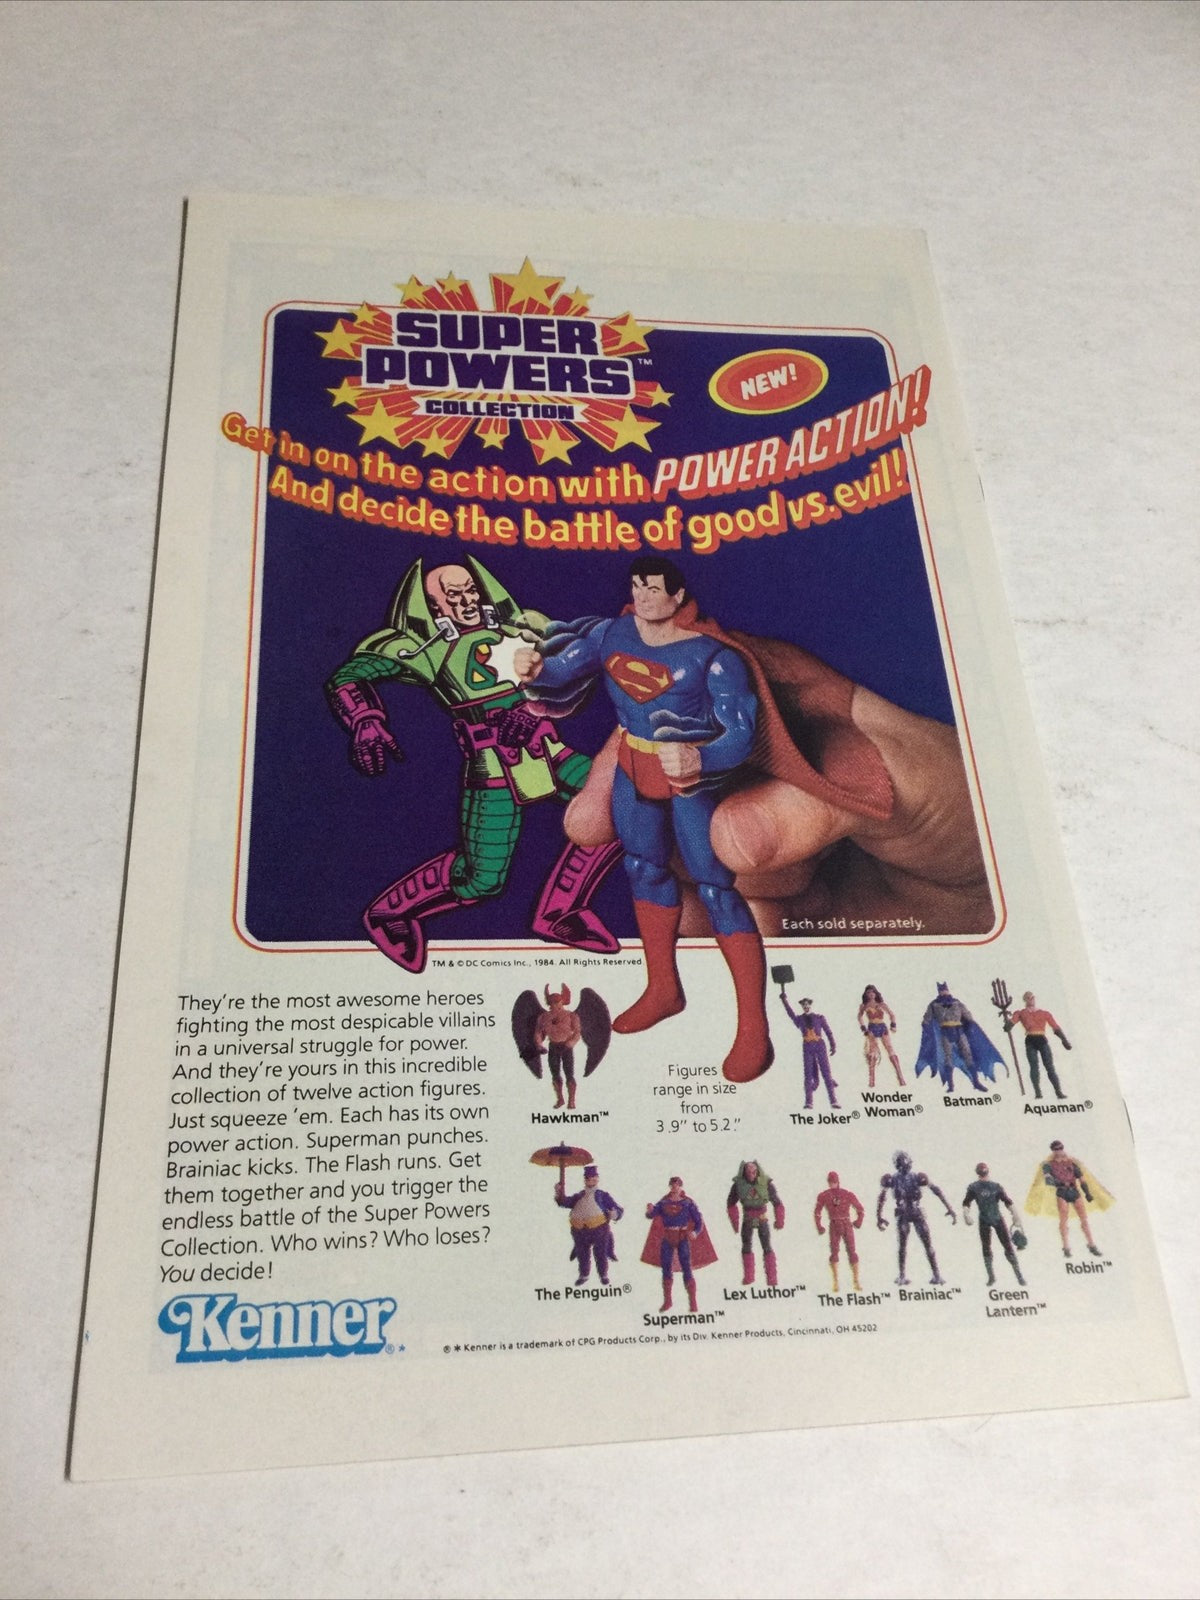 SUPER
POWERS™
COLLECTION
NEW!
Get in on the action with POWER ACTION!
And decide the battle of good vs. evil!
Each sold separately.
TM & © DC Comics Inc., 1984. All Rights Reserved
They're the most awesome heroes
fighting the most despicable villains
in a universal struggle for power.
And they're yours in this incredible
collection of twelve action figures.
Just squeeze 'em. Each has its own
power action. Superman punches.
Brainiac kicks. The Flash runs. Get
them together and you trigger the
endless battle of the Super Powers
Collection. Who wins? Who loses?
You decide!
Hawkman™
Figures
range in size
from
3.9" to 5.2."
The Joker®
Wonder
Woman®
Batman®
Aquaman®
The Penguin®
Superman™
Lex Luthor™
The Flash™
Brainiac™
Green
Lantern™
Robin™
Kenner®*
® * Kenner is a trademark of CPG Products Corp., by its Div. Kenner Products, Cincinnati, OH 45202